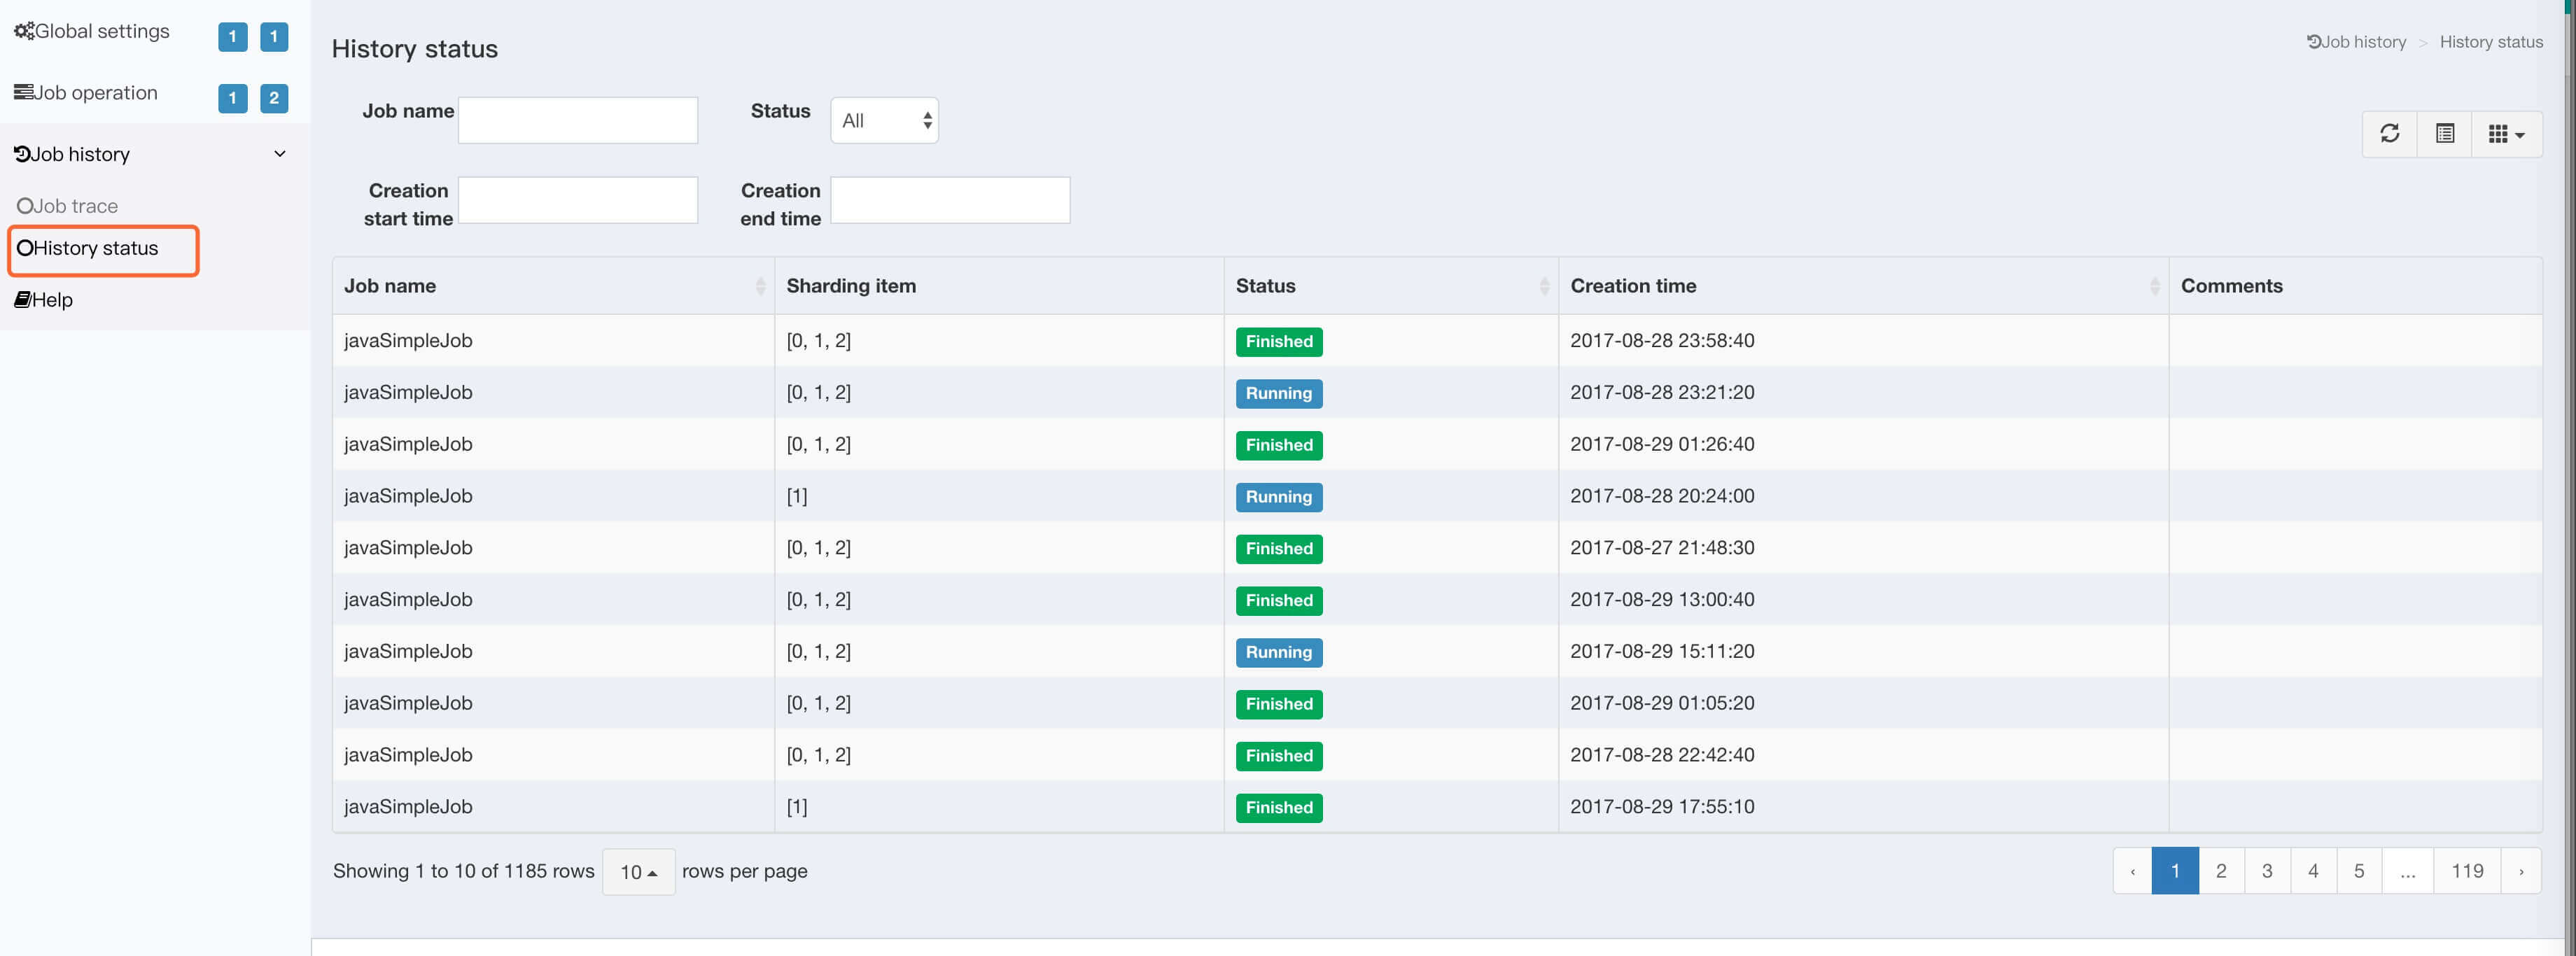 Global settings 1 1
Job operation 1 2
Job history
Job trace
History status
Help
History status
Job history > History status
Job name
Status All
Creation start time
Creation end time
Job name Sharding item Status Creation time Comments
javaSimpleJob [0, 1, 2] Finished 2017-08-28 23:58:40
javaSimpleJob [0, 1, 2] Running 2017-08-28 23:21:20
javaSimpleJob [0, 1, 2] Finished 2017-08-29 01:26:40
javaSimpleJob [1] Running 2017-08-28 20:24:00
javaSimpleJob [0, 1, 2] Finished 2017-08-27 21:48:30
javaSimpleJob [0, 1, 2] Finished 2017-08-29 13:00:40
javaSimpleJob [0, 1, 2] Running 2017-08-29 15:11:20
javaSimpleJob [0, 1, 2] Finished 2017-08-29 01:05:20
javaSimpleJob [0, 1, 2] Finished 2017-08-28 22:42:40
javaSimpleJob [1] Finished 2017-08-29 17:55:10
Showing 1 to 10 of 1185 rows 10 rows per page
‹ 1 2 3 4 5 ... 119 ›